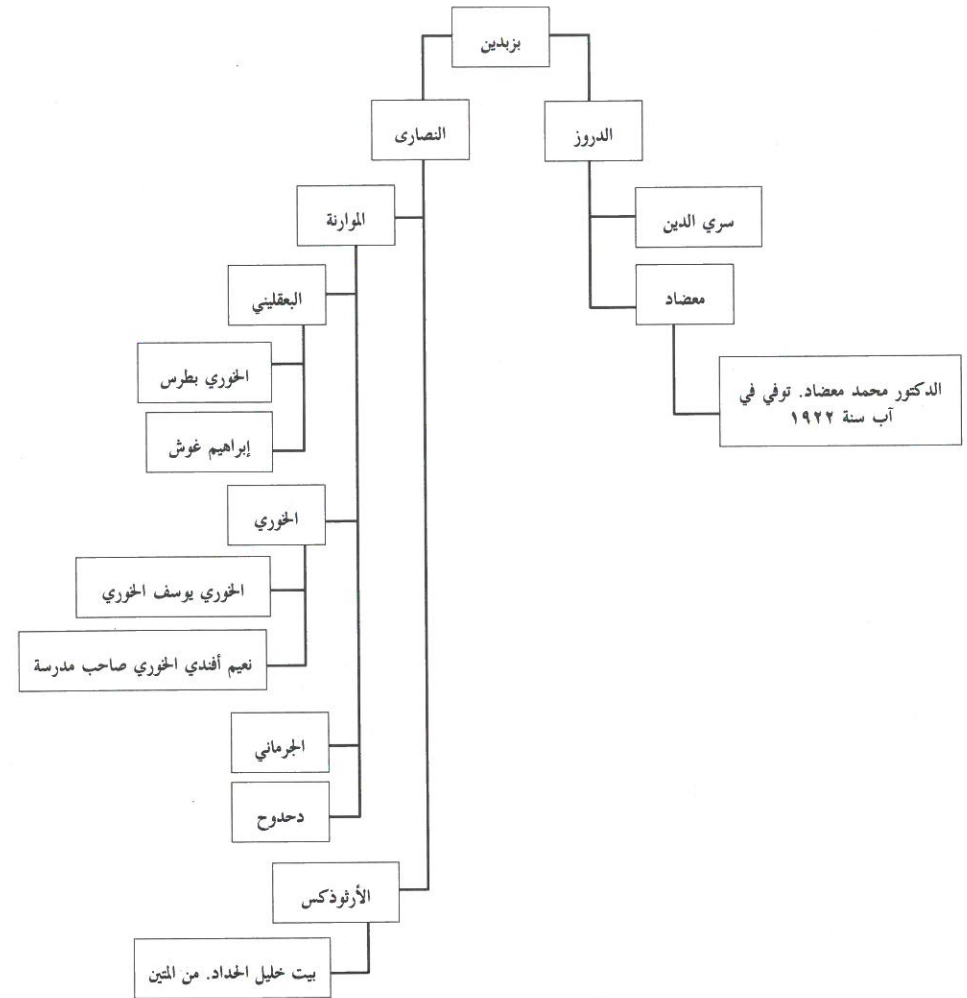 بزبدين
الدروز
النصارى
سري الدين
معضاد
الدكتور محمد معضاد. توفي في
آب سنة ١٩٢٢
الموارنة
البعقليني
الخوري بطرس
إبراهيم غوش
الخوري
الخوري يوسف الخوري
نعيم أفندي الخوري صاحب مدرسة
الجرماني
دحدوح
الأرثوذكس
بيت خليل الحداد. من المتين